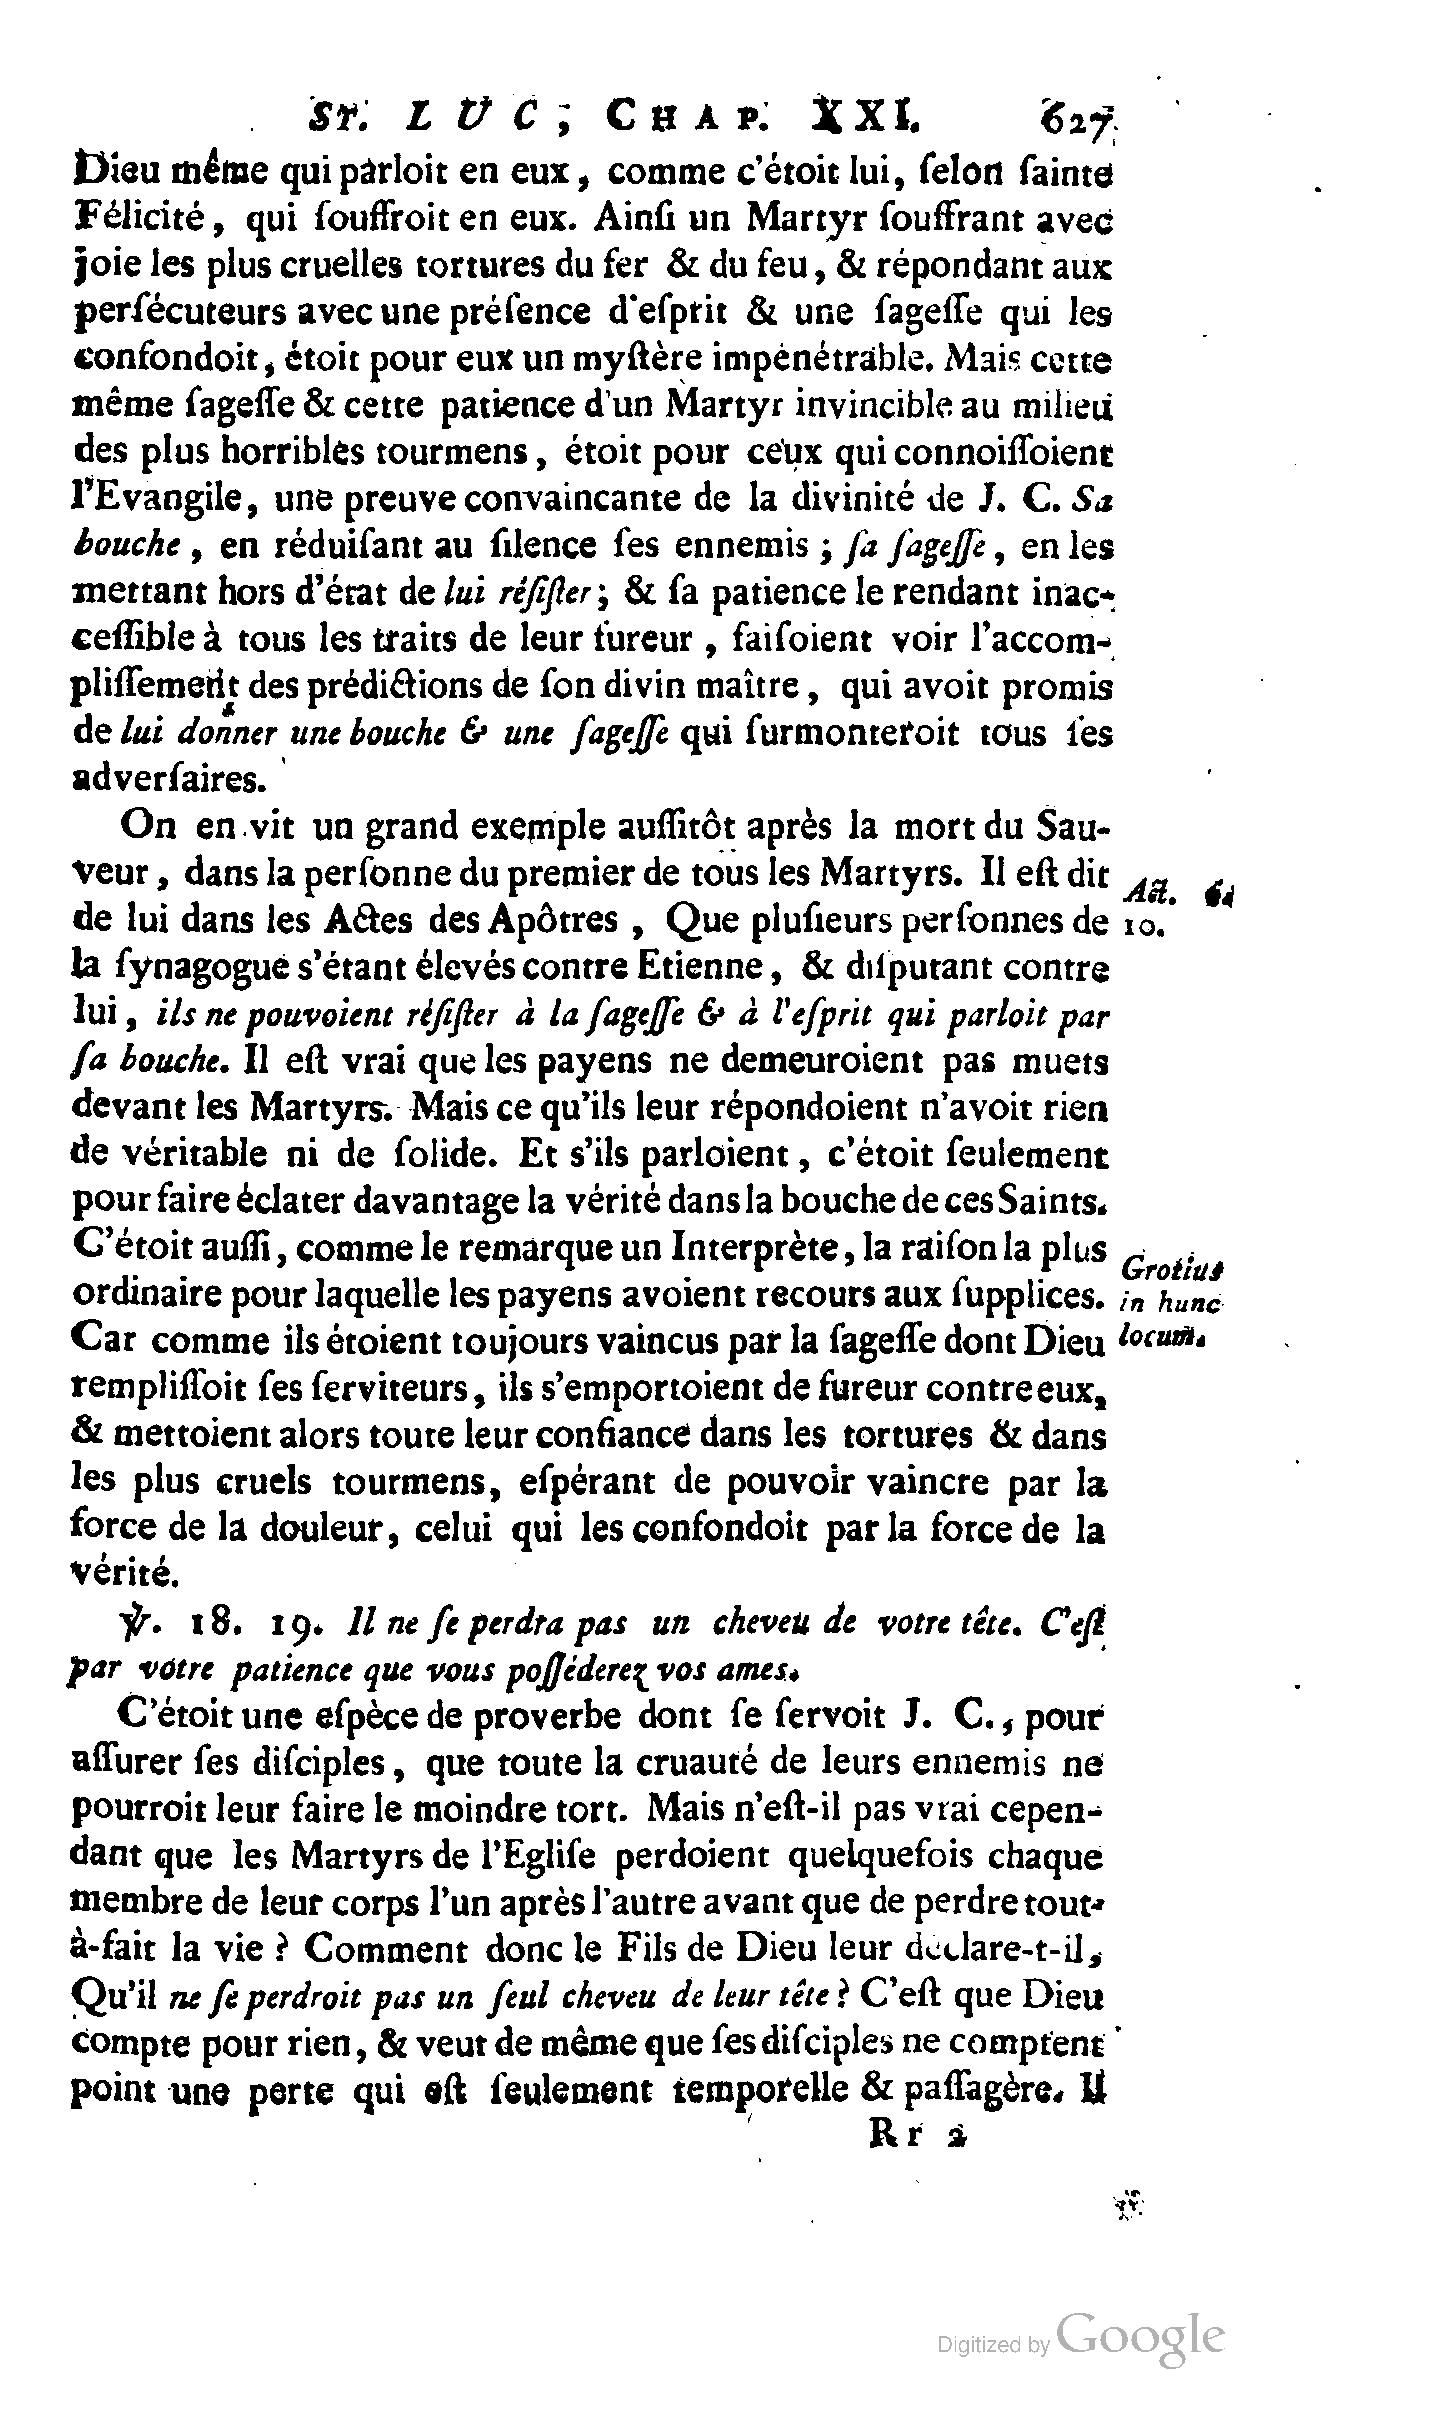 ST. LUC, CHAP. XXI. 627
Dieu même qui parloit en eux, comme c'étoit lui, ſelon ſainte
Félicité, qui ſouffroit en eux. Ainſi un Martyr ſouffrant avec
joie les plus cruelles tortures du fer & du feu, & répondant aux
perſécuteurs avec une préſence d'eſprit & une ſageſſe qui les
confondoit, étoit pour eux un myſtère impénétrable. Mais cette
même ſageſſe & cette patience d'un Martyr invincible au milieu
des plus horribles tourmens, étoit pour ceux qui connoiſſoient
l'Evangile, une preuve convaincante de la divinité de J. C. Sa
bouche, en réduiſant au ſilence ſes ennemis; ſa ſageſſe, en les
mettant hors d'état de lui réſiſter; & ſa patience le rendant inac-
ceſſible à tous les traits de leur fureur, faiſoient voir l'accom-
pliſſement des prédictions de ſon divin maître, qui avoit promis
de lui donner une bouche & une ſageſſe qui ſurmonteroit tous ſes
adverſaires.
On en vit un grand exemple auſſitôt après la mort du Sau-
veur, dans la perſonne du premier de tous les Martyrs. Il eſt dit
Act. 6.
de lui dans les Actes des Apôtres, Que pluſieurs perſonnes de
10.
la ſynagogue s'étant élevés contre Etienne, & diſputant contre
lui, ils ne pouvoient réſiſter à la ſageſſe & à l'eſprit qui parloit par
ſa bouche. Il eſt vrai que les payens ne demeuroient pas muets
devant les Martyrs. Mais ce qu'ils leur répondoient n'avoit rien
de véritable ni de ſolide. Et s'ils parloient, c'étoit ſeulement
pour faire éclater davantage la vérité dans la bouche de ces Saints.
C'étoit auſſi, comme le remarque un Interprète, la raiſon la plus
Grotius
ordinaire pour laquelle les payens avoient recours aux ſupplices.
in hunc
Car comme ils étoient toujours vaincus par la ſageſſe dont Dieu
locum.
rempliſſoit ſes ſerviteurs, ils s'emportoient de fureur contre eux,
& mettoient alors toute leur confiance dans les tortures & dans
les plus cruels tourmens, eſpérant de pouvoir vaincre par la
force de la douleur, celui qui les confondoit par la force de la
vérité.
℣. 18. 19. Il ne ſe perdra pas un cheveu de votre tête. C'eſt
par votre patience que vous poſſéderez vos ames.
C'étoit une eſpèce de proverbe dont ſe ſervoit J. C., pour
aſſurer ſes diſciples, que toute la cruauté de leurs ennemis ne
pourroit leur faire le moindre tort. Mais n'eſt-il pas vrai cepen-
dant que les Martyrs de l'Egliſe perdoient quelquefois chaque
membre de leur corps l'un après l'autre avant que de perdre tout-
à-fait la vie? Comment donc le Fils de Dieu leur déclare-t-il,
Qu'il ne ſe perdroit pas un ſeul cheveu de leur tête? C'eſt que Dieu
compte pour rien, & veut de même que ſes diſciples ne comptent
point une perte qui eſt ſeulement temporelle & paſſagère. Il
Rr 2
Digitized by Google